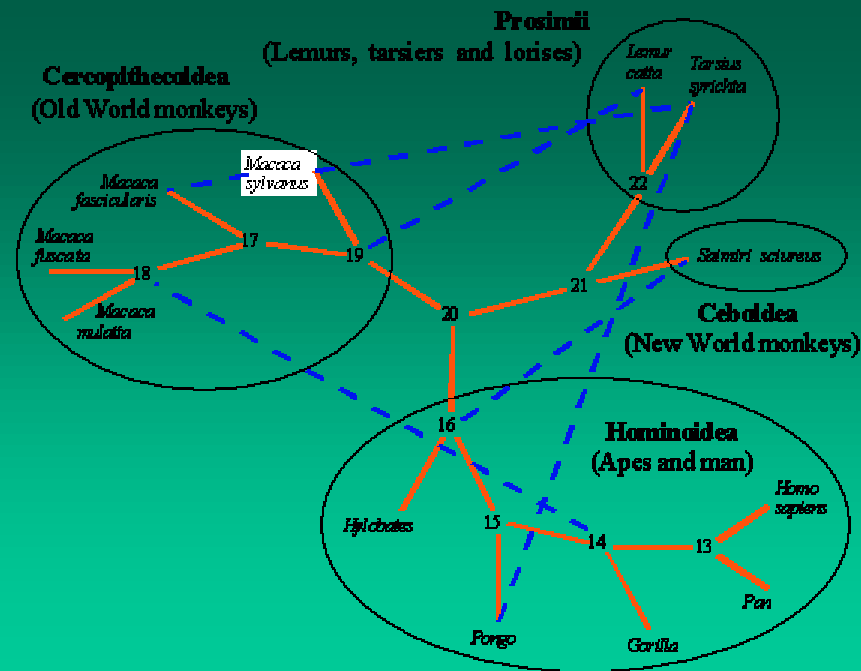 Prosimii
(Lemurs, tarsiers and lorises)
Lemur
catta
Tarsius
syrichta
Cercopithecoidea
(Old World monkeys)
Macaca
sylvanus
Macaca
fascicularis
Macaca
fuscata
Macaca
mulatta
17
18
19
20
21
22
Saimiri sciureus
Ceboidea
(New World monkeys)
16
Hominoidea
(Apes and man)
Hylobates
15
14
13
Homo
sapiens
Pan
Pongo
Gorilla